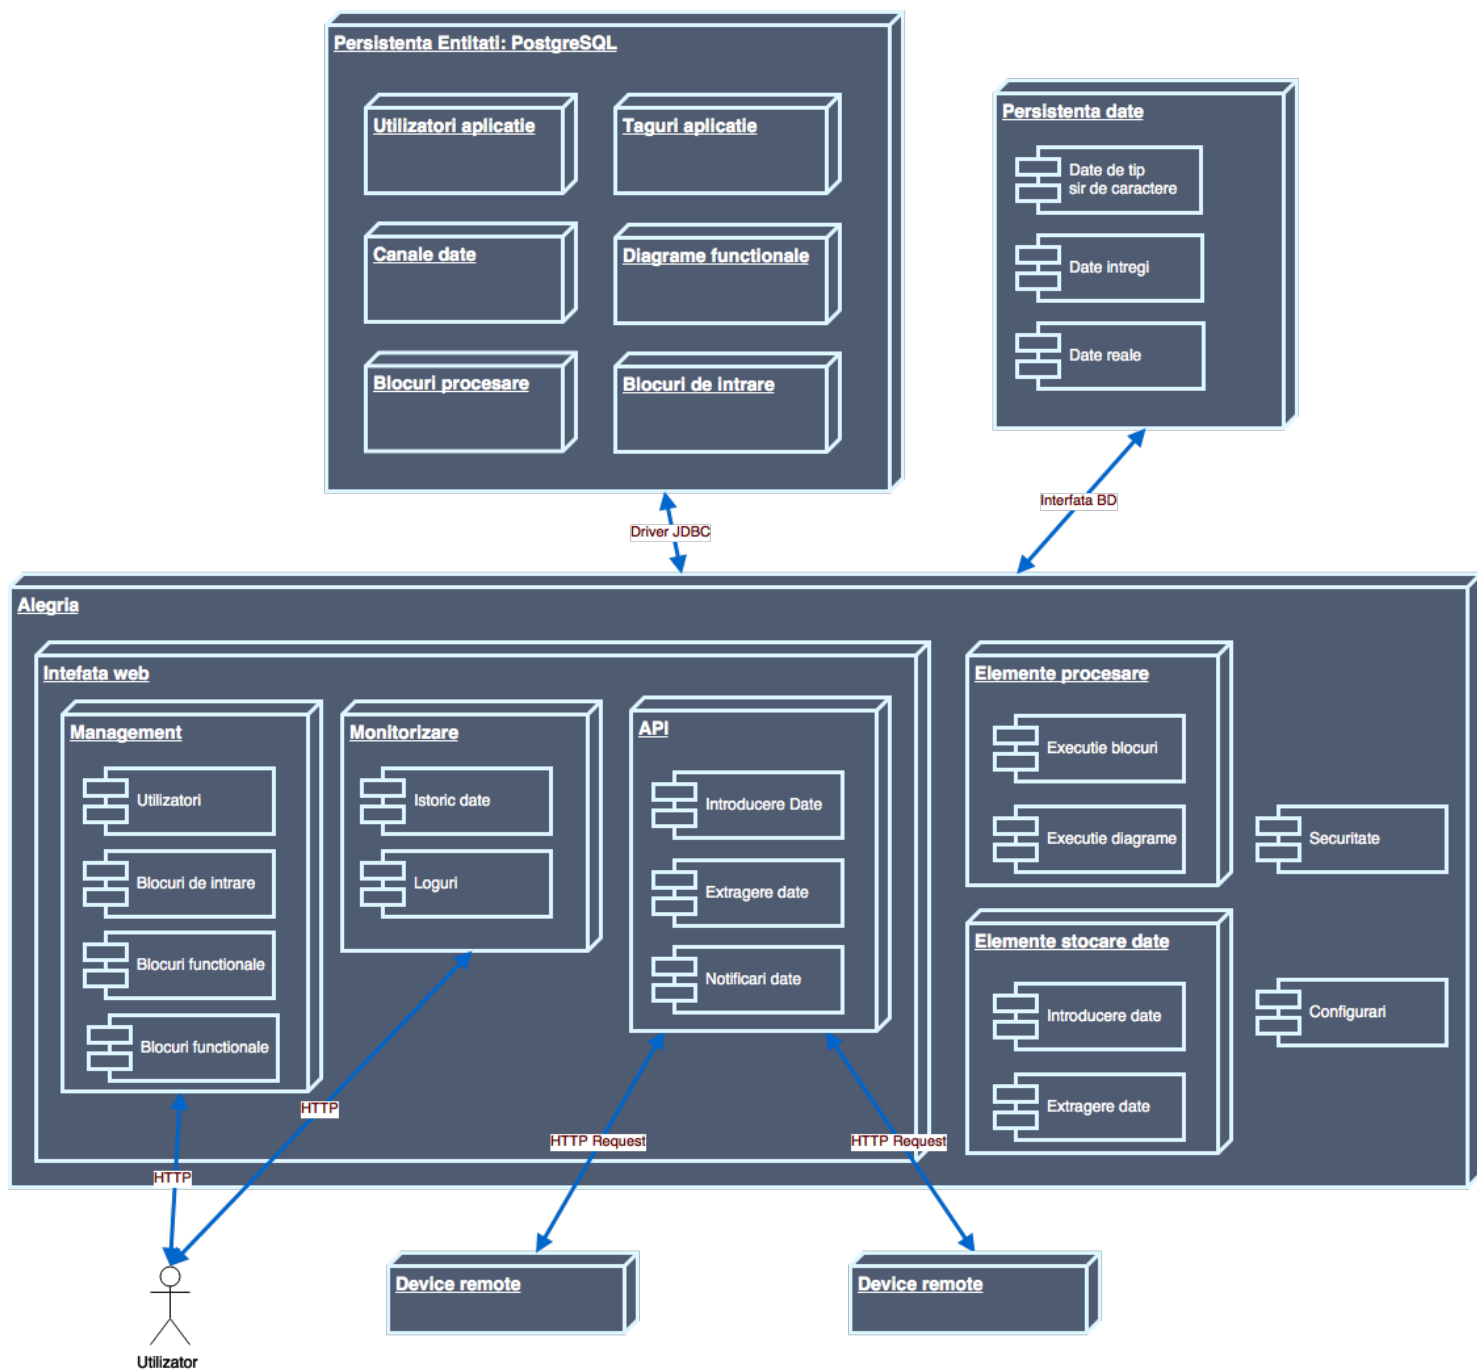 Persistenta Entitati: PostgreSQL
Utilizatori aplicatie
Taguri aplicatie
Canale date
Diagrame functionale
Blocuri procesare
Blocuri de intrare
Persistenta date
Date de tip
sir de caractere
Date intregi
Date reale
Driver JDBC
Interfata BD
Alegria
Intefata web
Management
Utilizatori
Blocuri de intrare
Blocuri functionale
Blocuri functionale
Monitorizare
Istoric date
Loguri
API
Introducere Date
Extragere date
Notificari date
Elemente procesare
Executie blocuri
Executie diagrame
Elemente stocare date
Introducere date
Extragere date
Securitate
Configurari
HTTP
HTTP
HTTP Request
HTTP Request
Utilizator
Device remote
Device remote